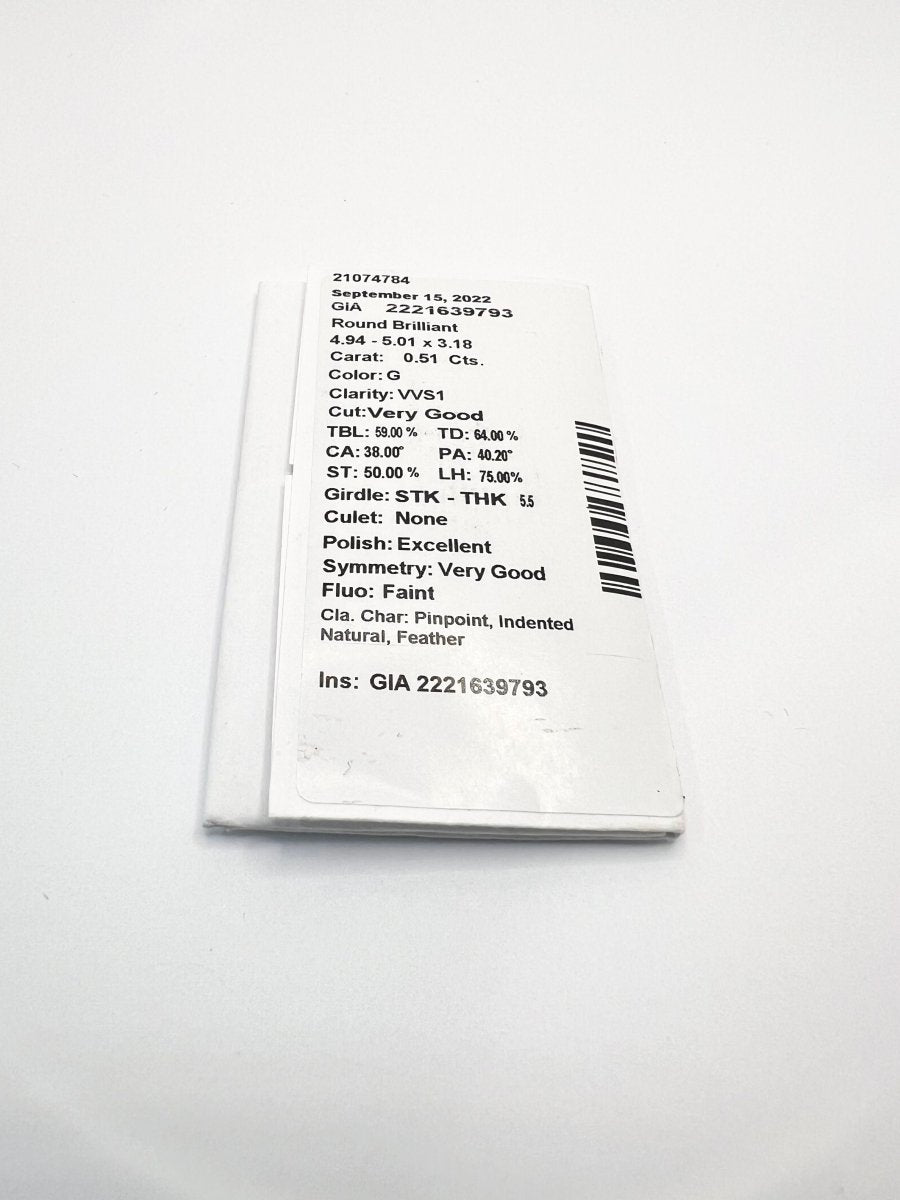 21074784
September 15, 2022
GIA 2221639793
Round Brilliant
4.94 - 5.01 x 3.18
Carat: 0.51 Cts.
Color: G
Clarity: VVS1
Cut:Very Good
TBL: 59.00 % TD: 64.00 %
CA: 38.00° PA: 40.20°
ST: 50.00 % LH: 75.00%
Girdle: STK - THK 5.5
Culet: None
Polish: Excellent
Symmetry: Very Good
Fluo: Faint
Cla. Char: Pinpoint, Indented
Natural, Feather
Ins: GIA 2221639793